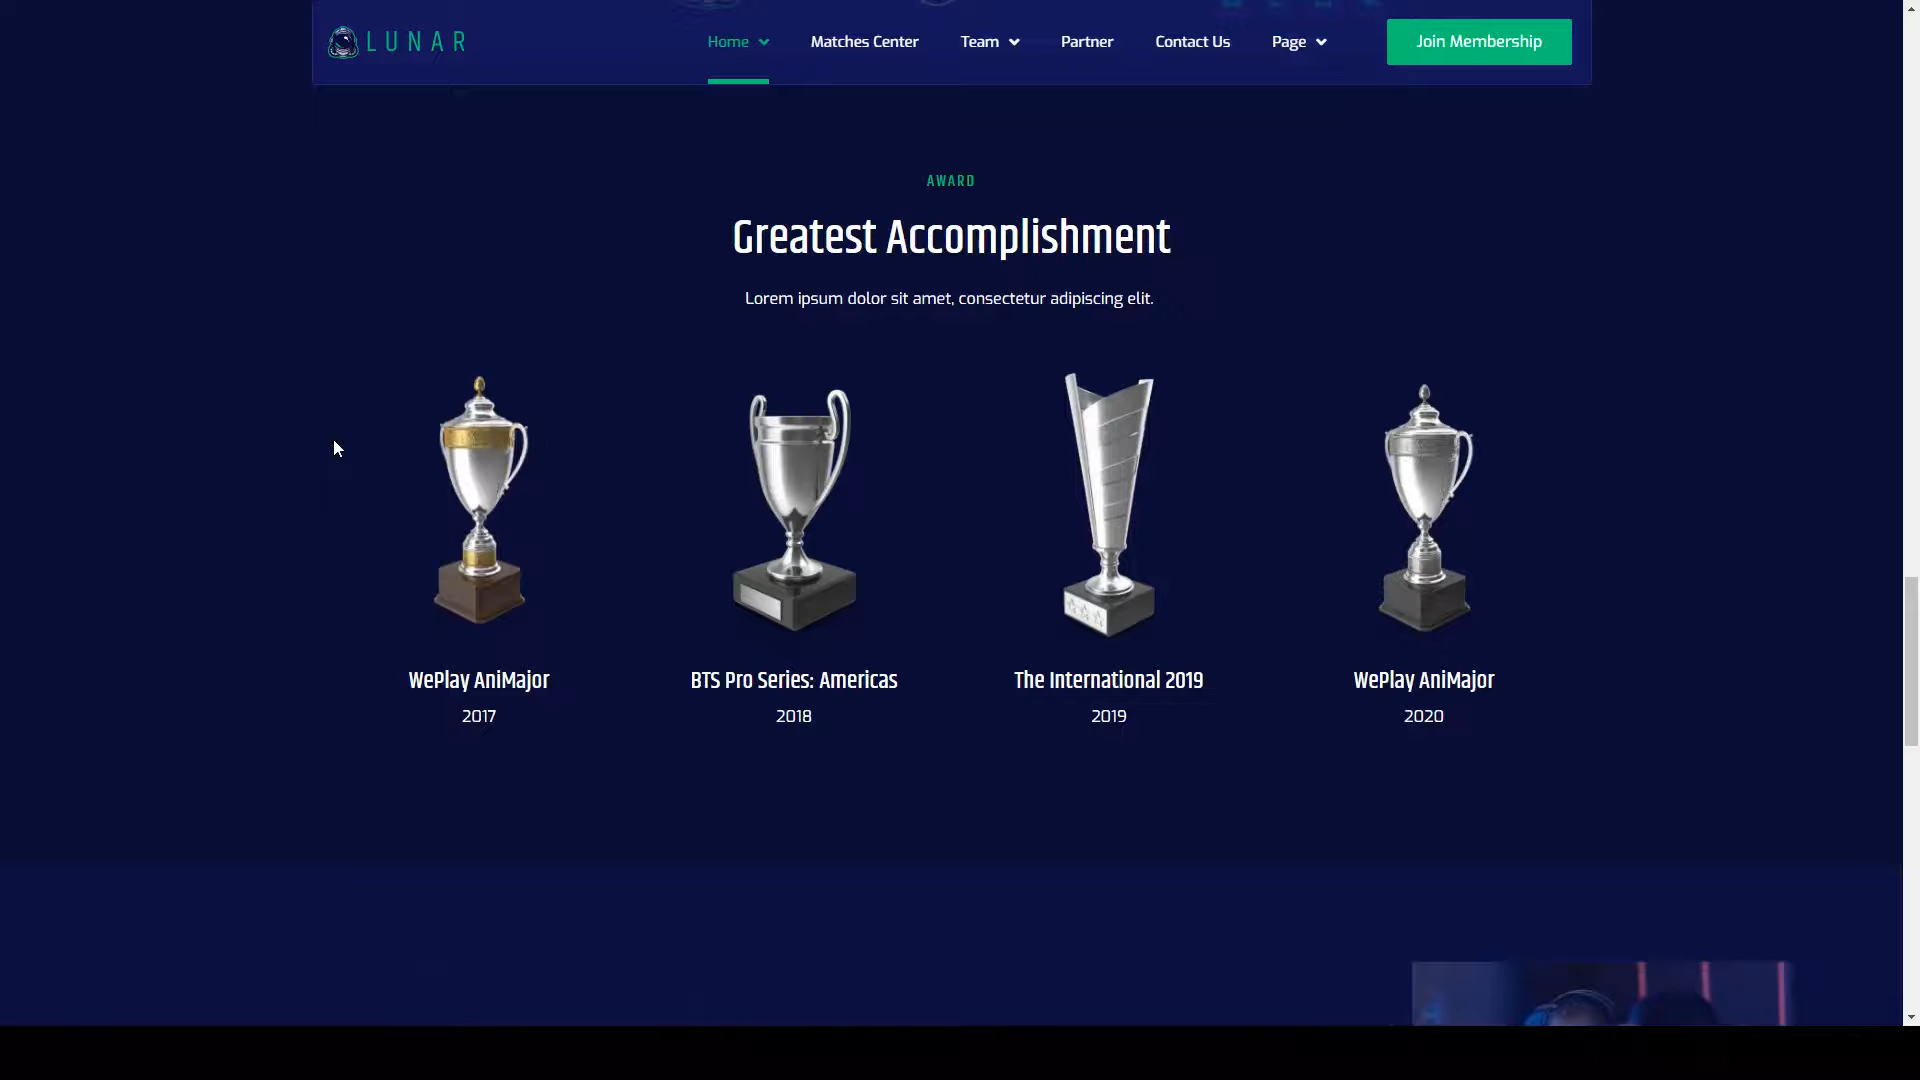 LUNAR
Home
Matches Center
Team
Partner
Contact Us
Page
Join Membership
AWARD
Greatest Accomplishment
Lorem ipsum dolor sit amet, consectetur adipiscing elit.
WePlay AniMajor
2017
BTS Pro Series: Americas
2018
The International 2019
2019
WePlay AniMajor
2020